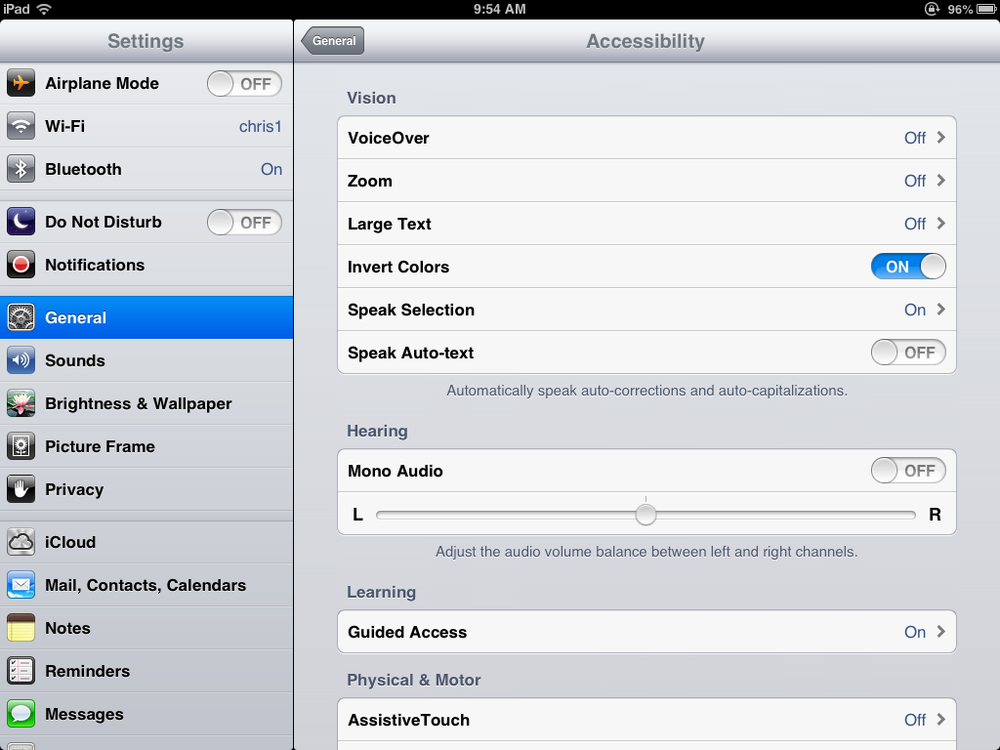 iPad 9:54 AM 96%
Settings
Airplane Mode OFF
Wi-Fi chris1
Bluetooth On
Do Not Disturb OFF
Notifications
General
Sounds
Brightness & Wallpaper
Picture Frame
Privacy
iCloud
Mail, Contacts, Calendars
Notes
Reminders
Messages
General Accessibility
Vision
VoiceOver Off
Zoom Off
Large Text Off
Invert Colors ON
Speak Selection On
Speak Auto-text OFF
Automatically speak auto-corrections and auto-capitalizations.
Hearing
Mono Audio OFF
L R
Adjust the audio volume balance between left and right channels.
Learning
Guided Access On
Physical & Motor
AssistiveTouch Off